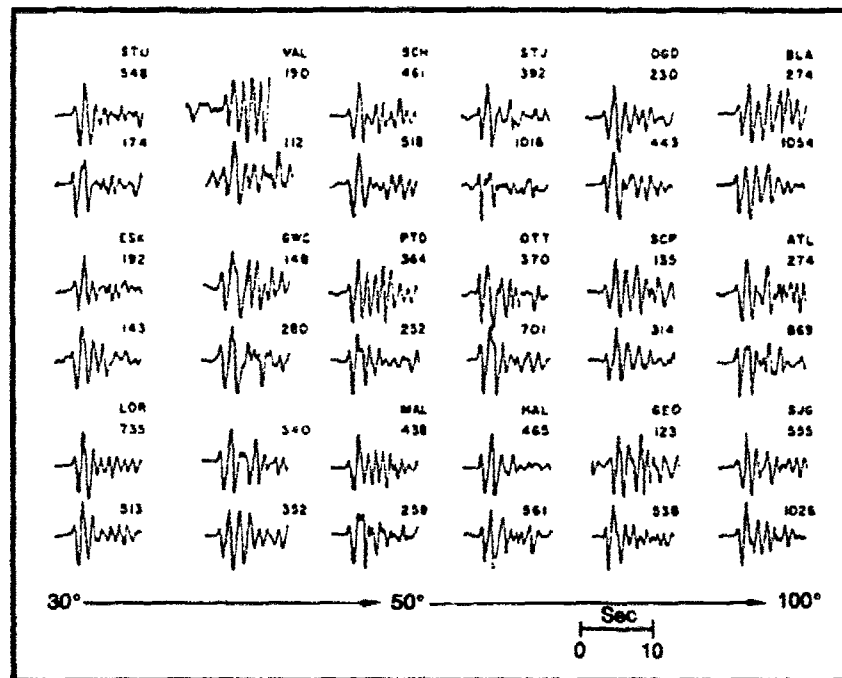 STU VAL SCH STJ OGD BLA
548 190 461 392 230 274
174 112 518 1016 443 1054
ESK GWC PTO OTT SCP ATL
192 148 364 370 135 274
143 280 252 701 314 869
LOR MAL HAL GEO SJG
735 340 438 465 123 555
513 352 258 561 538 1026
30° 50° 100°
Sec
0 10